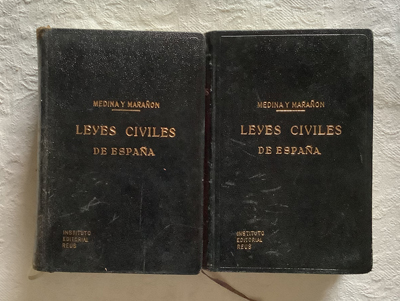 MEDINA Y MARAÑON
LEYES CIVILES
DE ESPAÑA
INSTITUTO
EDITORIAL
REUS
MEDINA Y MARAÑON
LEYES CIVILES
DE ESPAÑA
INSTITUTO
EDITORIAL
REUS